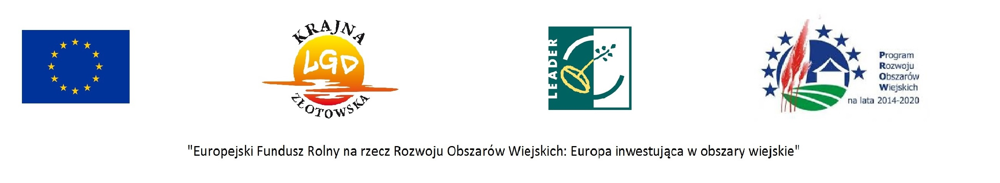 KRAJNA
LGD
ZŁOTOWSKA
LEADER
Program
Rozwoju
Obszarów
Wiejskich
na lata 2014-2020
"Europejski Fundusz Rolny na rzecz Rozwoju Obszarów Wiejskich: Europa inwestująca w obszary wiejskie"